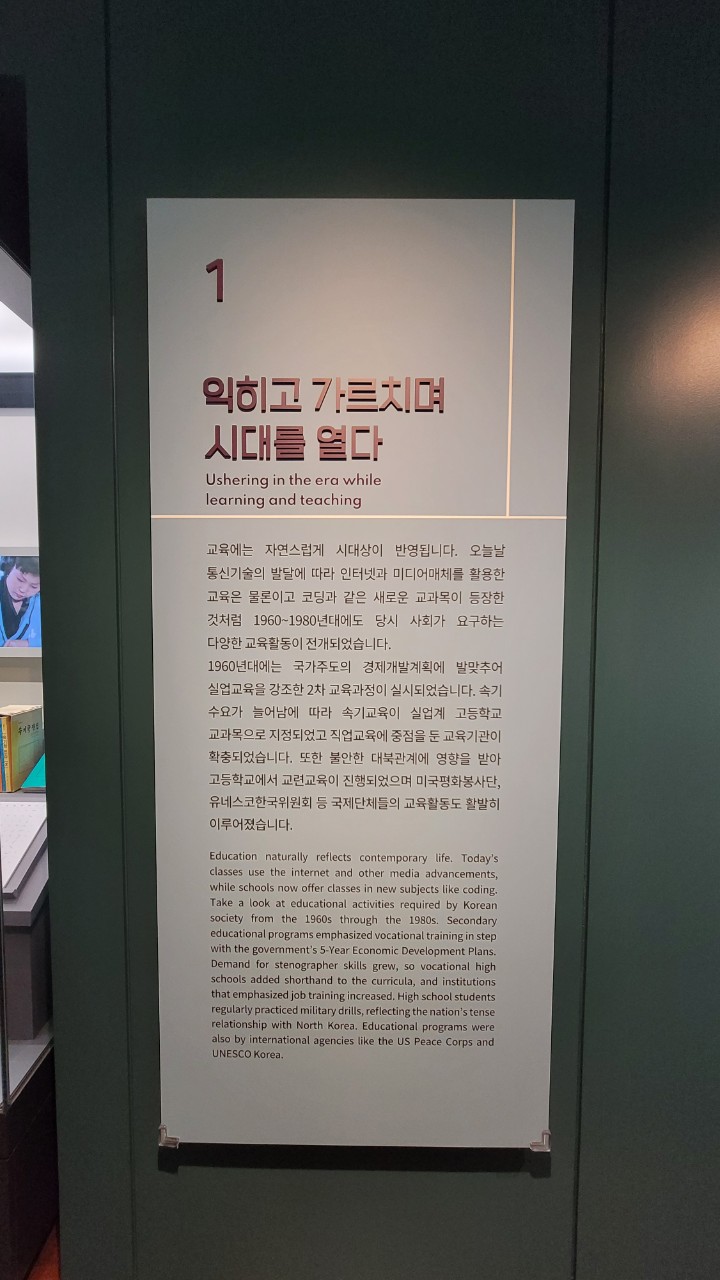 1
익히고 가르치며
시대를 열다
Ushering in the era while
learning and teaching
교육에는 자연스럽게 시대상이 반영됩니다. 오늘날
통신기술의 발달에 따라 인터넷과 미디어매체를 활용한
교육은 물론이고 코딩과 같은 새로운 교과목이 등장한
것처럼 1960~1980년대에도 당시 사회가 요구하는
다양한 교육활동이 전개되었습니다.
1960년대에는 국가주도의 경제개발계획에 발맞추어
실업교육을 강조한 2차 교육과정이 실시되었습니다. 속기
수요가 늘어남에 따라 속기교육이 실업계 고등학교
교과목으로 지정되었고 직업교육에 중점을 둔 교육기관이
확충되었습니다. 또한 불안한 대북관계에 영향을 받아
고등학교에서 교련교육이 진행되었으며 미국평화봉사단,
유네스코한국위원회 등 국제단체들의 교육활동도 활발히
이루어졌습니다.
Education naturally reflects contemporary life. Today's
classes use the internet and other media advancements,
while schools now offer classes in new subjects like coding.
Take a look at educational activities required by Korean
society from the 1960s through the 1980s. Secondary
educational programs emphasized vocational training in step
with the government's 5-Year Economic Development Plans.
Demand for stenographer skills grew, so vocational high
schools added shorthand to the curricula, and institutions
that emphasized job training increased. High school students
regularly practiced military drills, reflecting the nation's tense
relationship with North Korea. Educational programs were
also by international agencies like the US Peace Corps and
UNESCO Korea.